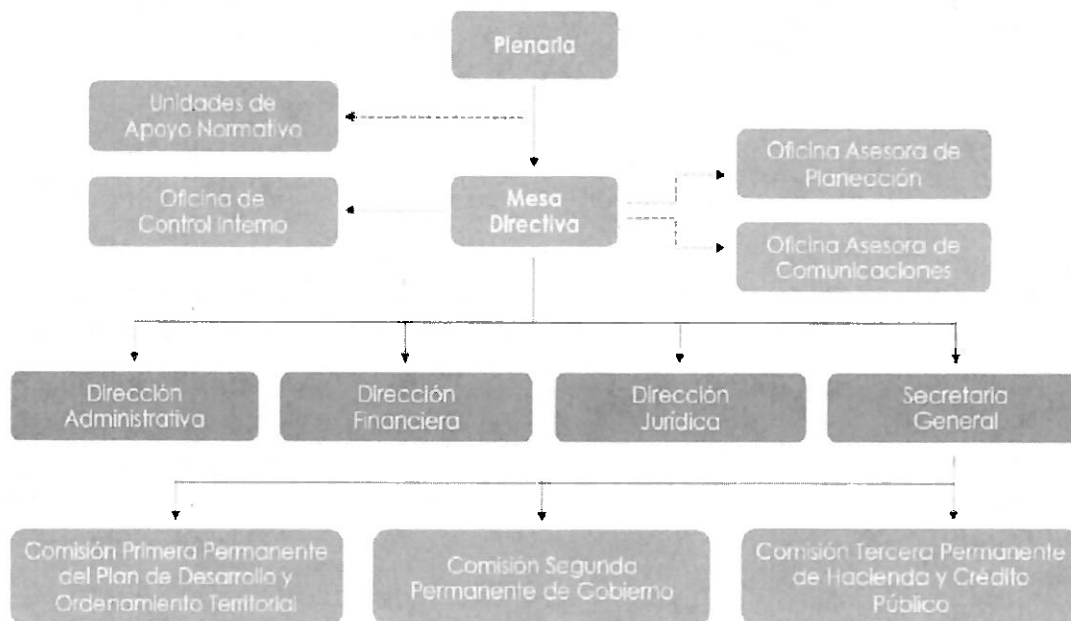 Plenaria
Unidades de
Apoyo Normativo
Oficina Asesora de
Planeación
Oficina de
Control Interno
Mesa
Directiva
Oficina Asesora de
Comunicaciones
Dirección
Administrativa
Dirección
Financiera
Dirección
Jurídica
Secretaria
General
Comisión Primera Permanente
del Plan de Desarrollo y
Ordenamiento Territorial
Comisión Segunda
Permanente de Gobierno
Comisión Tercera Permanente
de Hacienda y Crédito
Público